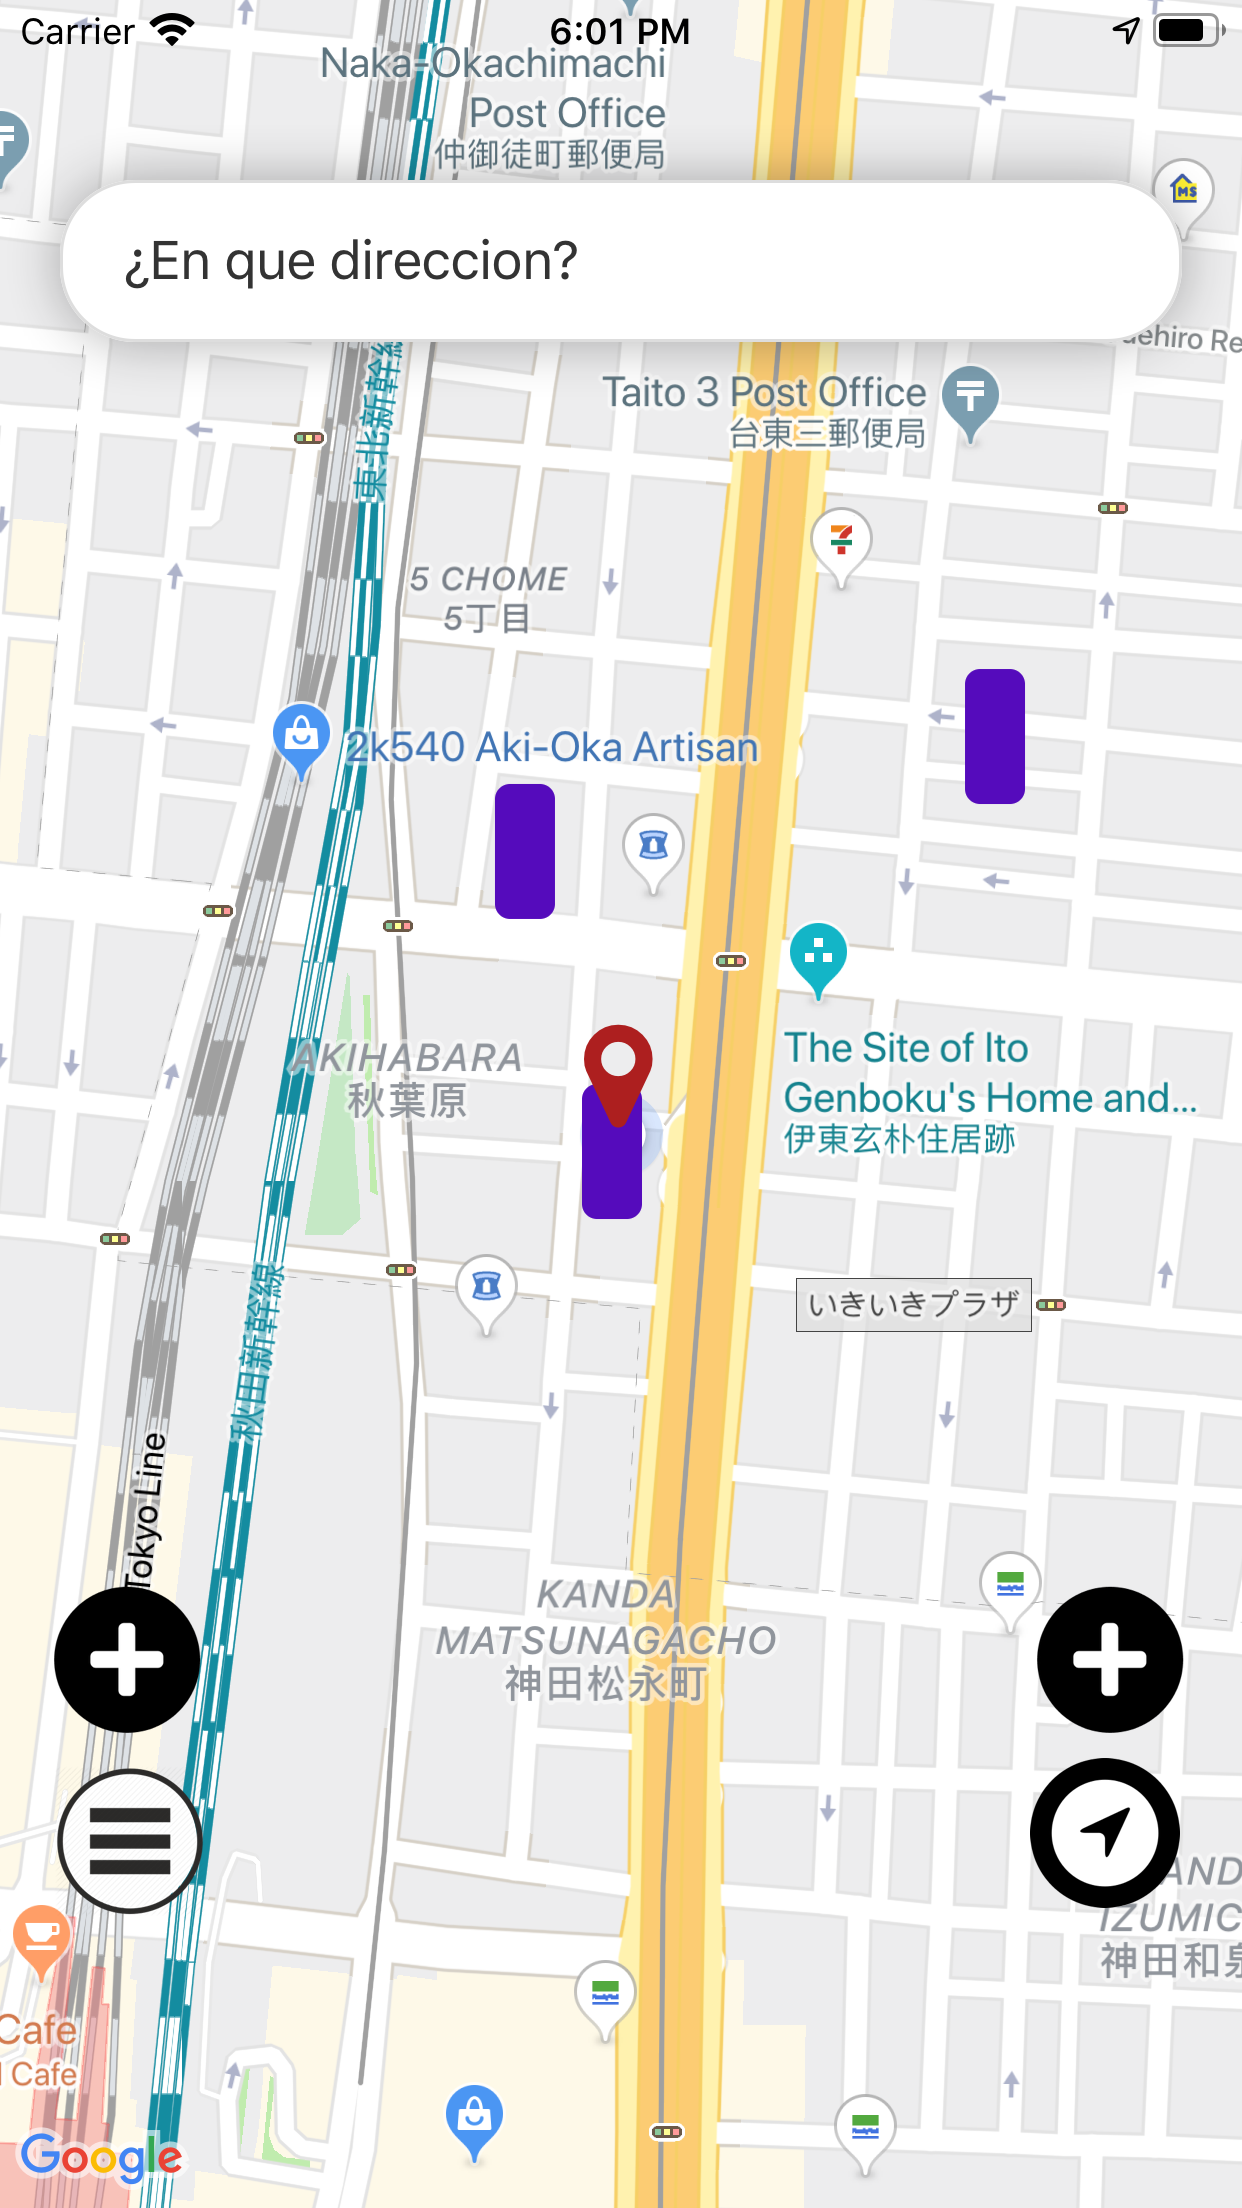 Carrier
6:01 PM
Naka-Okachimachi
Post Office
仲御徒町郵便局
MS
¿En que direccion?
Taito 3 Post Office
台東三郵便局
東北新幹線
5 CHOME
5丁目
2k540 Aki-Oka Artisan
The Site of Ito
Genboku's Home and...
伊東玄朴住居跡
AKIHABARA
秋葉原
いきいきプラザ
秋田新幹線
Tokyo Line
KANDA
MATSUNAGACHO
神田松永町
神田和泉
Cafe
Cafe
Google